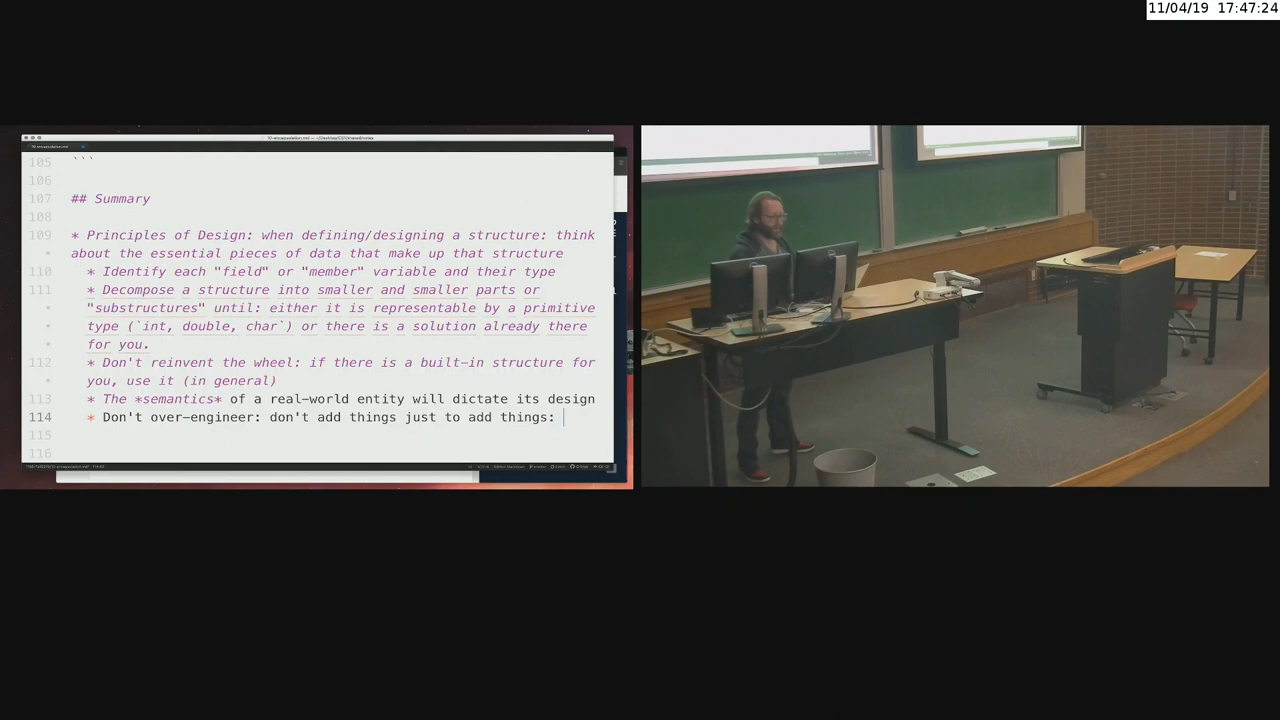 11/04/19 17:47:24
105 ```
106
107 ## Summary
108
109 * Principles of Design: when defining/designing a structure: think
about the essential pieces of data that make up that structure
110 * Identify each "field" or "member" variable and their type
111 * Decompose a structure into smaller and smaller parts or
"substructures" until: either it is representable by a primitive
type (`int, double, char`) or there is a solution already there
for you.
112 * Don't reinvent the wheel: if there is a built-in structure for
you, use it (in general)
113 * The *semantics* of a real-world entity will dictate its design
114 * Don't over-engineer: don't add things just to add things:
115
116